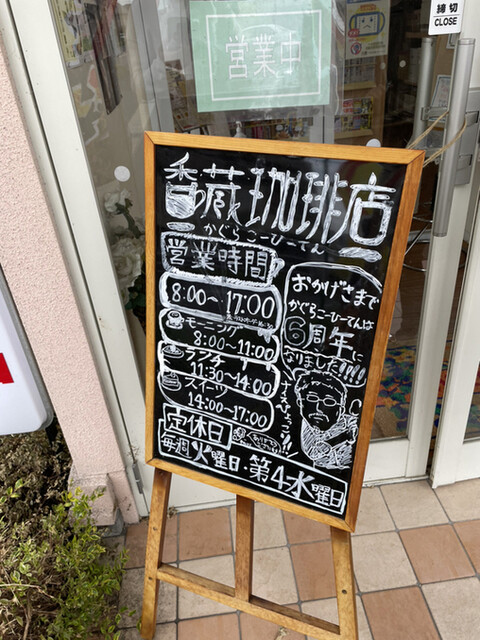 締切
CLOSE
営業中
香蔵珈琲店
かぐらこーひーてん
営業時間
8:00〜17:00
モーニング
8:00〜11:00
ランチ
11:30〜14:00
スイーツ
14:00〜17:00
定休日
毎週火曜日・第4水曜日
おかげさまで
かぐらこーひーてんは
6周年に
なりました!!!!